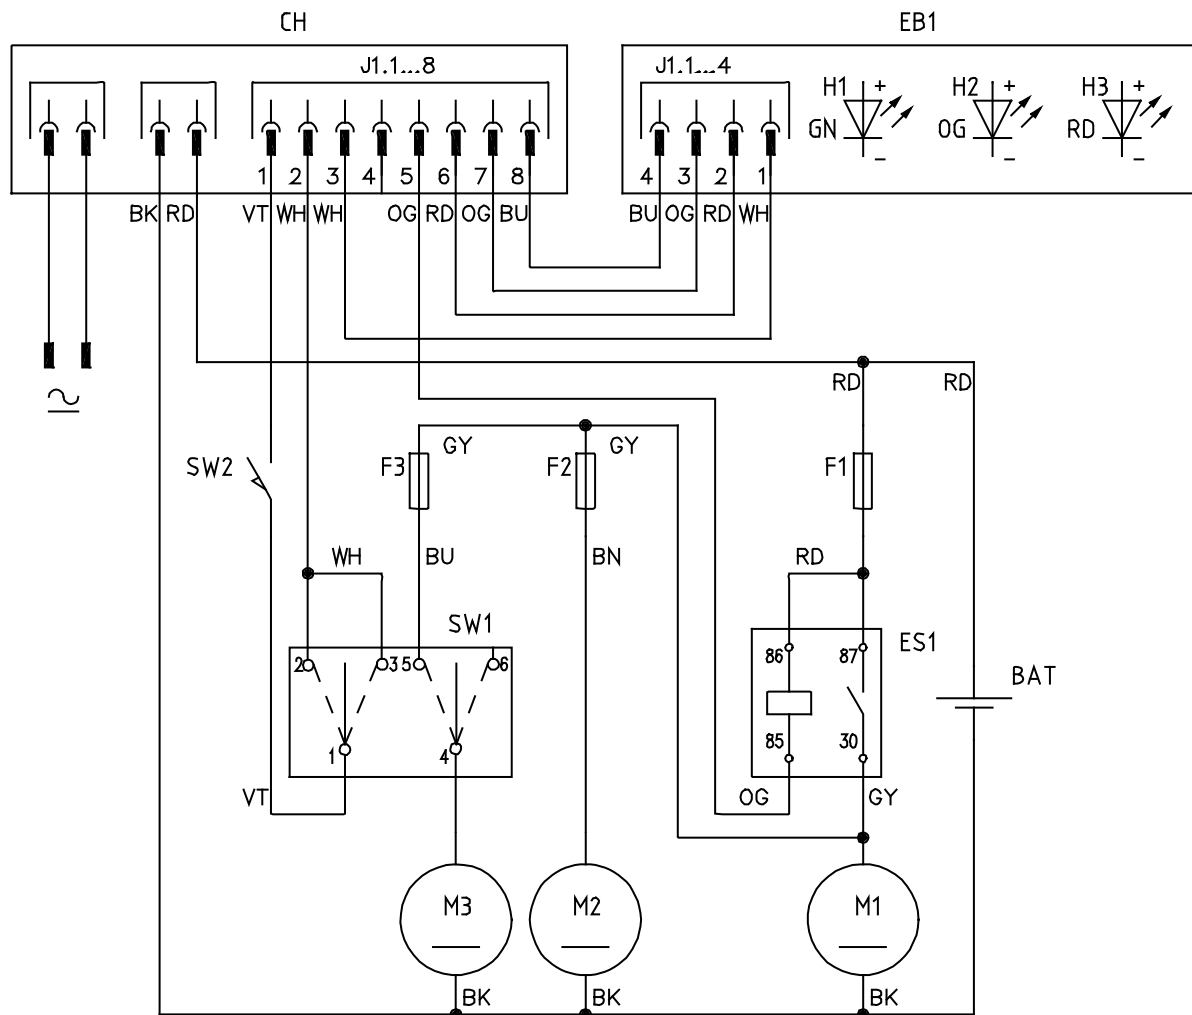 CH EB1
J1.1...8 J1.1...4
H1 + H2 + H3 +
GN OG RD
- - -
1 2 3 4 5 6 7 8 4 3 2 1
BK RD VT WH WH OG RD OG BU BU OG RD WH
RD RD
GY GY
SW2 F3 F2 F1
WH BU BN RD
SW1
ES1
2 3 5 6 86 87
BAT
1 4 85 30
VT OG GY
M3 M2 M1
BK BK BK